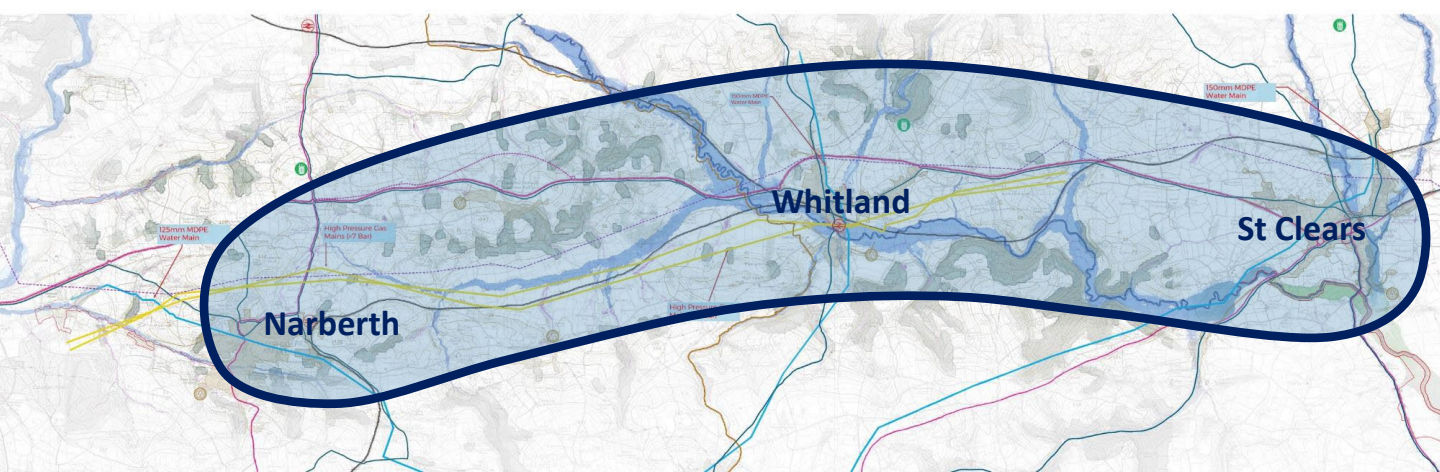 150mm MDPE
Water Main
150mm MDPE
Water Main
Whitland
St Clears
125mm MDPE
Water Main
High Pressure Gas
Mains (>7 Bar)
High Pressure
Narberth